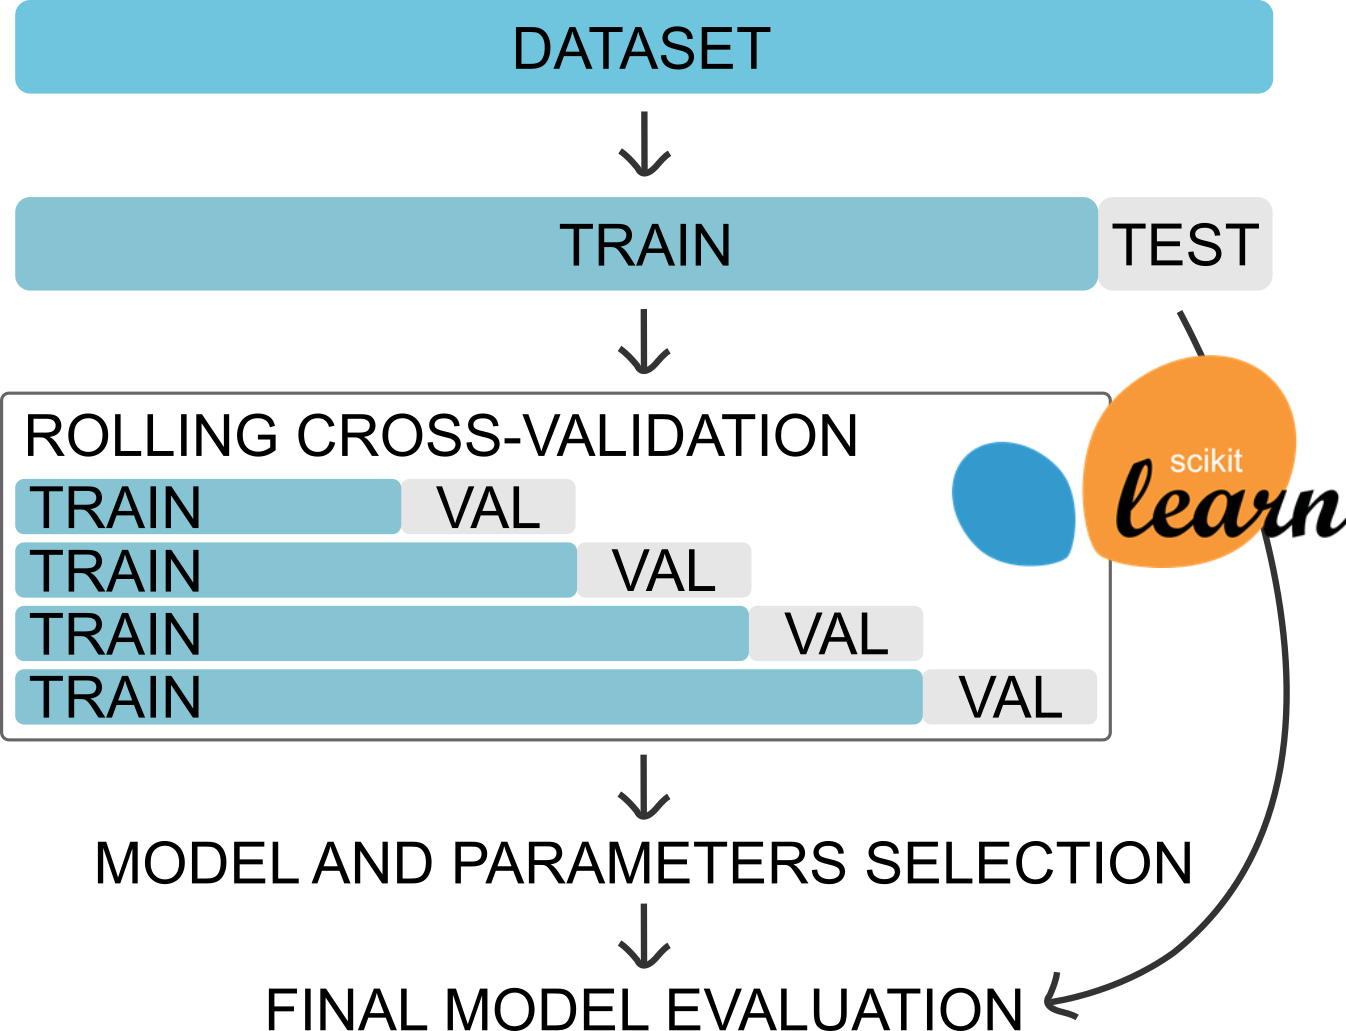 DATASET
TRAIN TEST
ROLLING CROSS-VALIDATION
scikit
learn
TRAIN VAL
TRAIN VAL
TRAIN VAL
TRAIN VAL
MODEL AND PARAMETERS SELECTION
FINAL MODEL EVALUATION